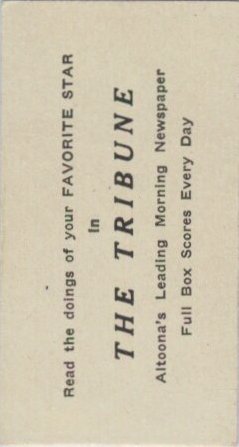 Read the doings of your FAVORITE STAR
In
THE TRIBUNE
Altoona's Leading Morning Newspaper
Full Box Scores Every Day